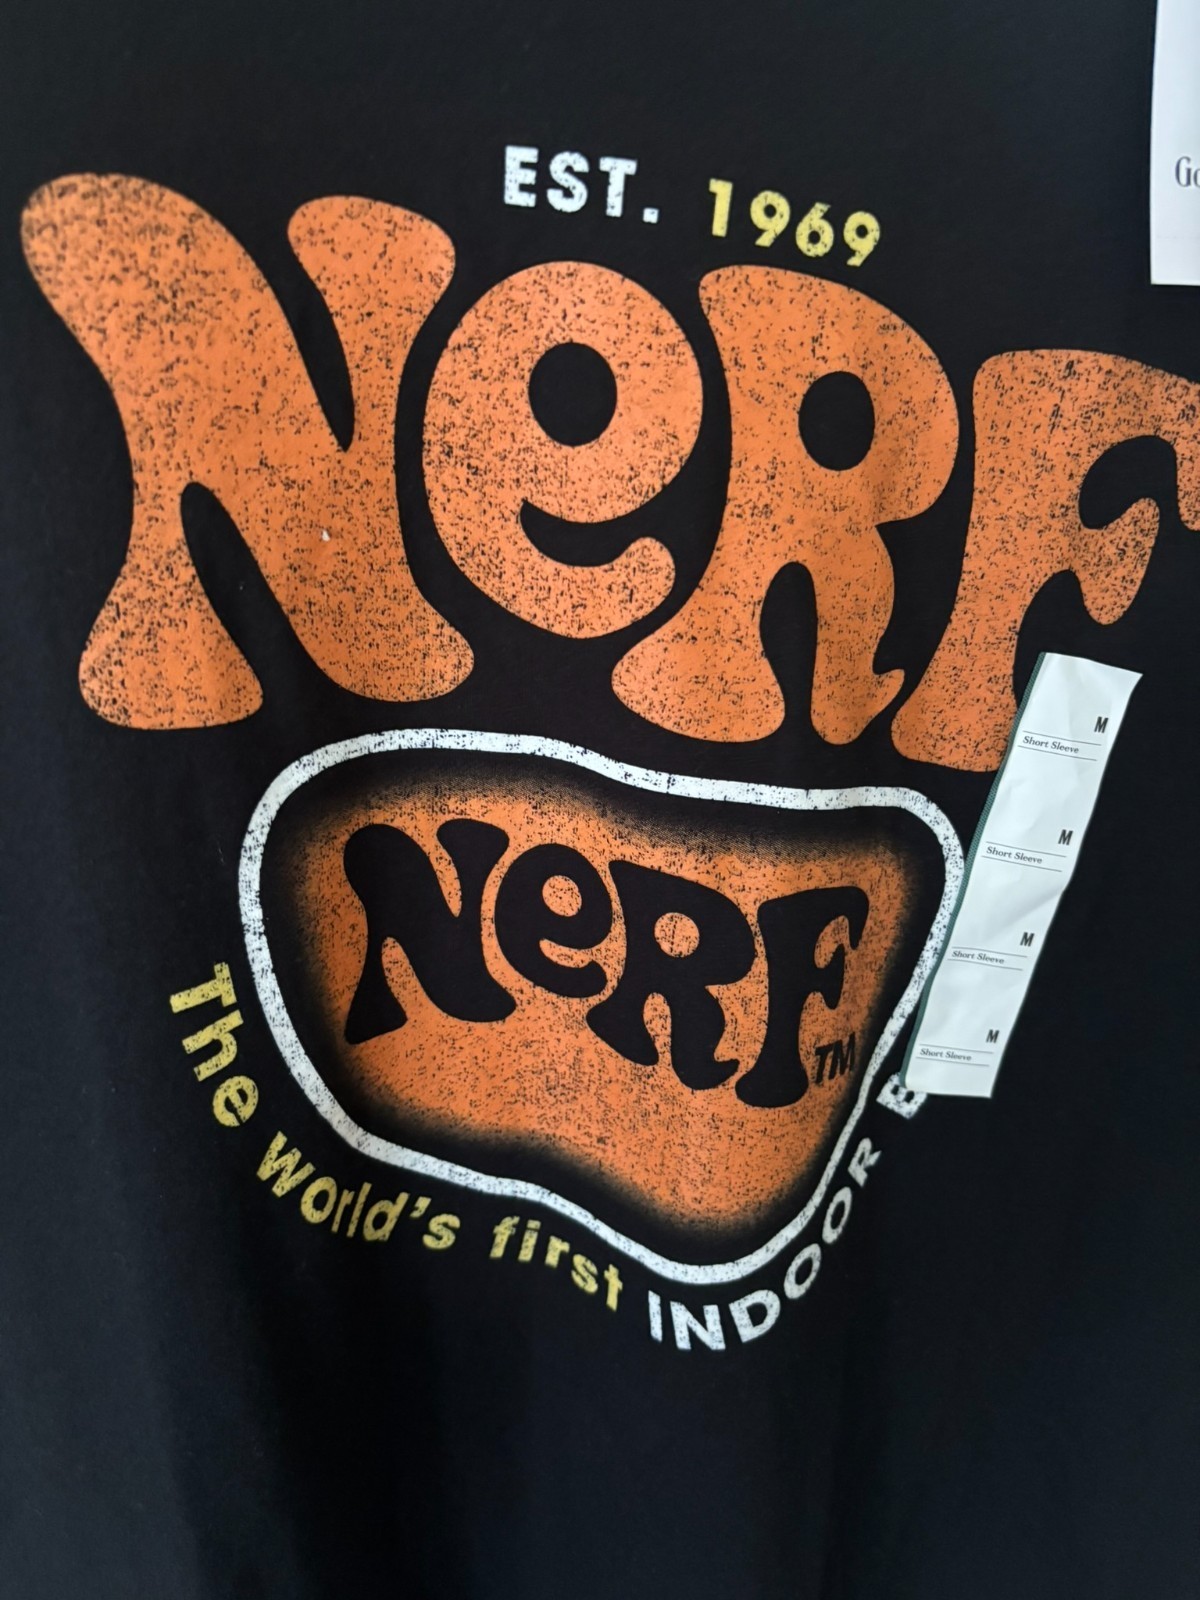 EST. 1969
NeRF
NeRF TM
The World's first INDOOR
M
Short Sleeve
M
Short Sleeve
M
Short Sleeve
M
Short Sleeve